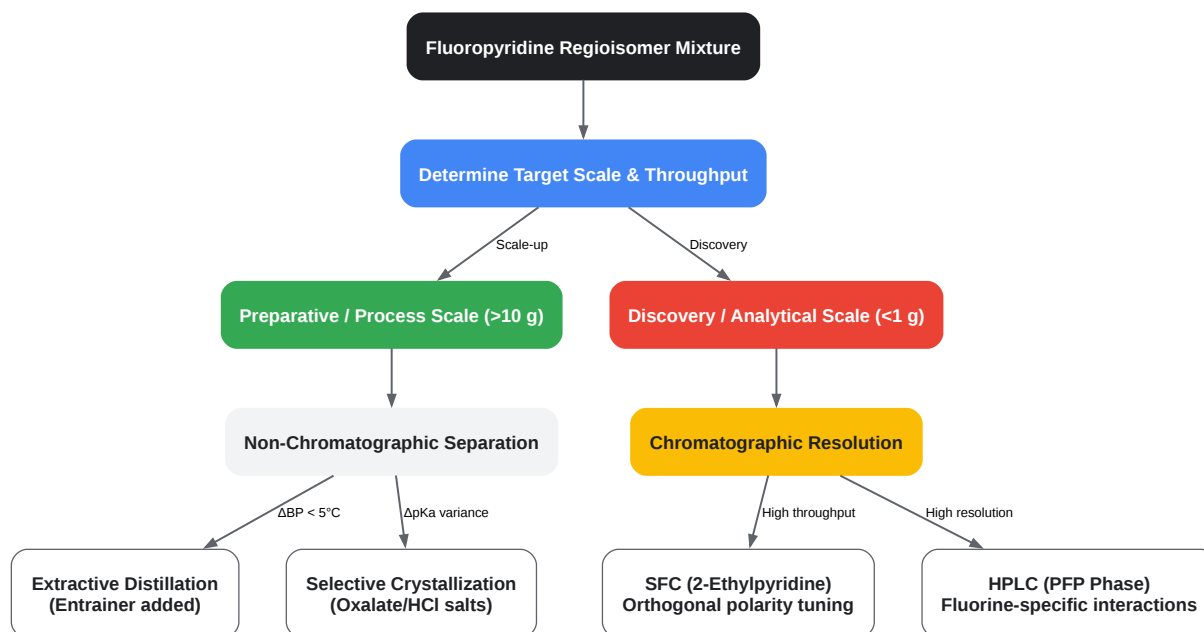 Fluoropyridine Regioisomer Mixture
Determine Target Scale & Throughput
Scale-up
Discovery
Preparative / Process Scale (>10 g)
Discovery / Analytical Scale (<1 g)
Non-Chromatographic Separation
Chromatographic Resolution
ΔBP < 5°C
ΔpKa variance
High throughput
High resolution
Extractive Distillation
(Entrainer added)
Selective Crystallization
(Oxalate/HCl salts)
SFC (2-Ethylpyridine)
Orthogonal polarity tuning
HPLC (PFP Phase)
Fluorine-specific interactions